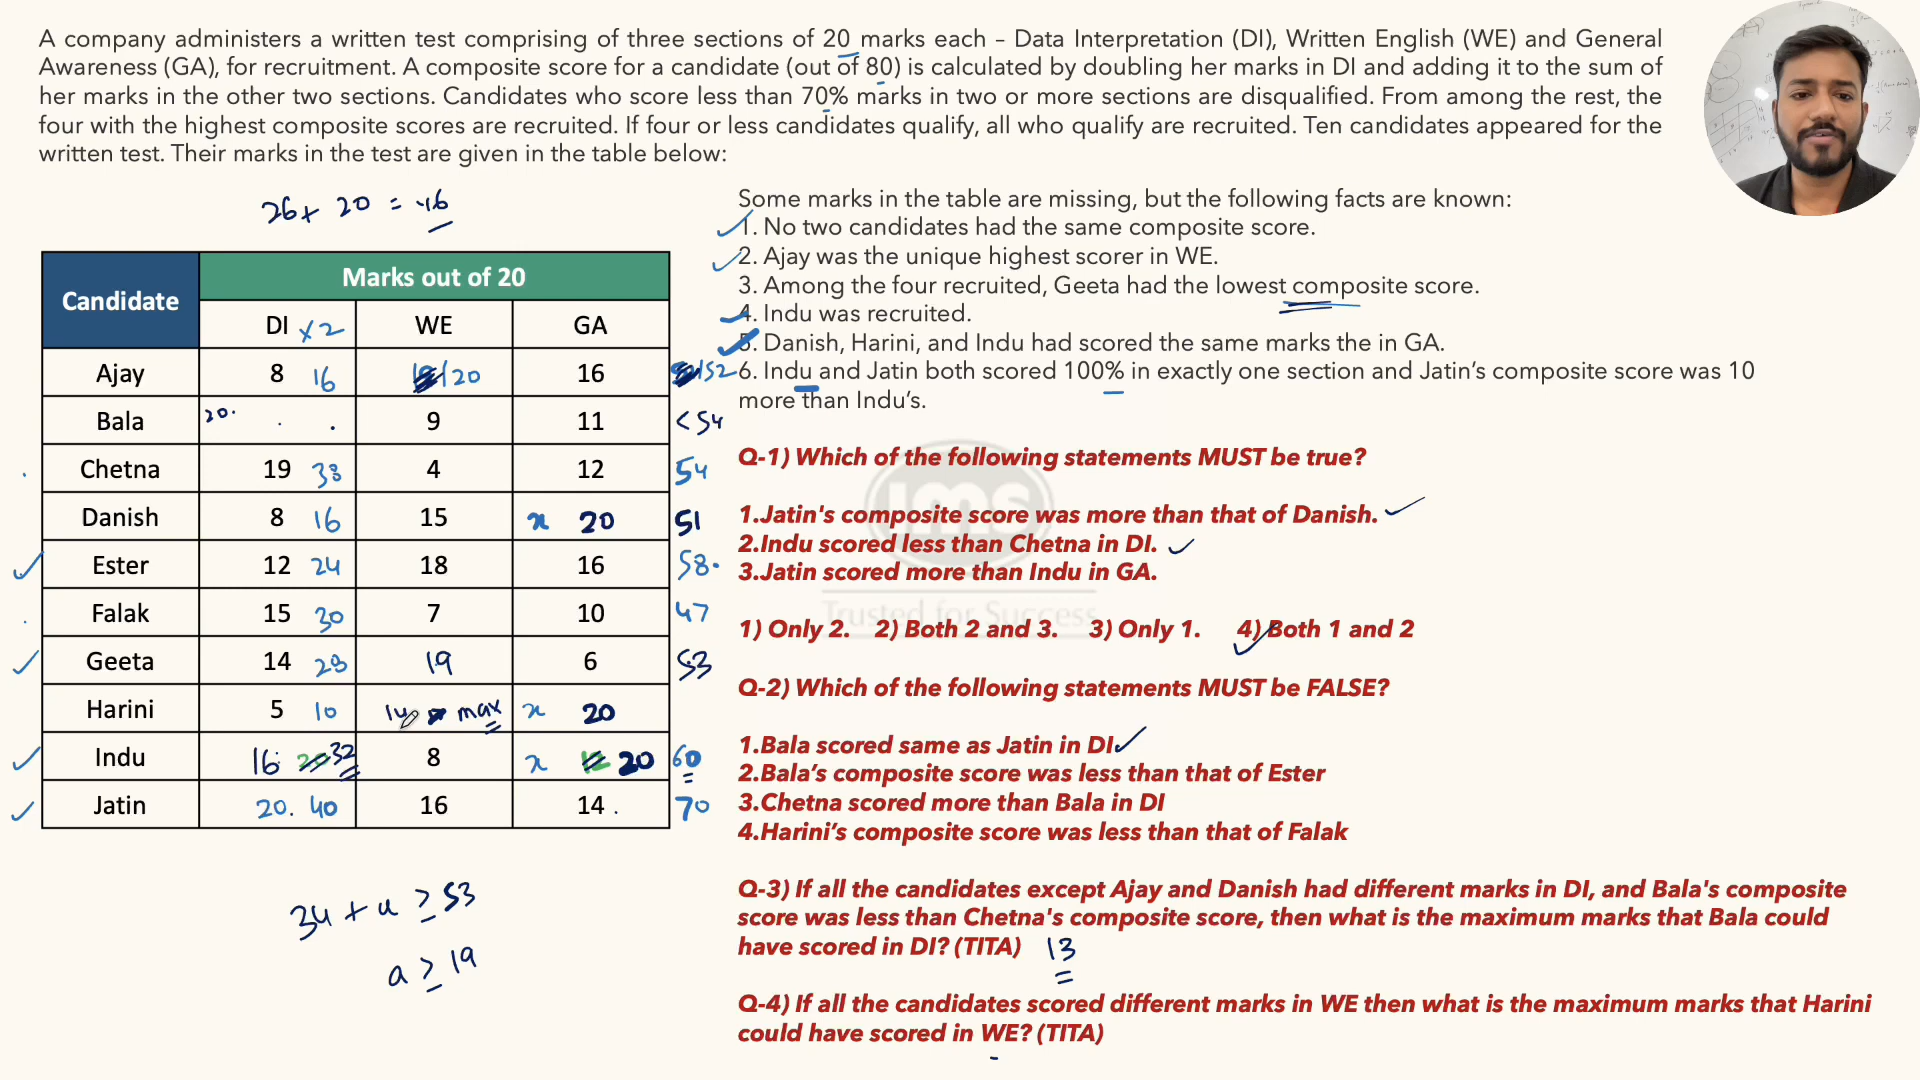 A company administers a written test comprising of three sections of 20 marks each – Data Interpretation (DI), Written English (WE) and General
Awareness (GA), for recruitment. A composite score for a candidate (out of 80) is calculated by doubling her marks in DI and adding it to the sum of
her marks in the other two sections. Candidates who score less than 70% marks in two or more sections are disqualified. From among the rest, the
four with the highest composite scores are recruited. If four or less candidates qualify, all who qualify are recruited. Ten candidates appeared for the
written test. Their marks in the test are given in the table below:
26+ 20 = 46
Candidate Marks out of 20
DI x2 WE GA
Ajay 8 16 /20 16 /52
Bala 20. 9 11 <54
Chetna 19 38 4 12 54
Danish 8 16 15 x 20 51
Ester 12 24 18 16 58.
Falak 15 30 7 10 47
Geeta 14 28 19 6 53
Harini 5 10 14 max x 20
Indu 16 32 8 x 20 60
Jatin 20. 40 16 14 . 70
34 + a ≥ 53
a ≥ 19
Some marks in the table are missing, but the following facts are known:
1. No two candidates had the same composite score.
2. Ajay was the unique highest scorer in WE.
3. Among the four recruited, Geeta had the lowest composite score.
4. Indu was recruited.
5. Danish, Harini, and Indu had scored the same marks the in GA.
6. Indu and Jatin both scored 100% in exactly one section and Jatin's composite score was 10
more than Indu's.
Q-1) Which of the following statements MUST be true?
1.Jatin's composite score was more than that of Danish.
2.Indu scored less than Chetna in DI.
3.Jatin scored more than Indu in GA.
1) Only 2. 2) Both 2 and 3. 3) Only 1. 4) Both 1 and 2
Q-2) Which of the following statements MUST be FALSE?
1.Bala scored same as Jatin in DI
2.Bala's composite score was less than that of Ester
3.Chetna scored more than Bala in DI
4.Harini's composite score was less than that of Falak
Q-3) If all the candidates except Ajay and Danish had different marks in DI, and Bala's composite
score was less than Chetna's composite score, then what is the maximum marks that Bala could
have scored in DI? (TITA) 13
Q-4) If all the candidates scored different marks in WE then what is the maximum marks that Harini
could have scored in WE? (TITA)
ims
Trusted for Success